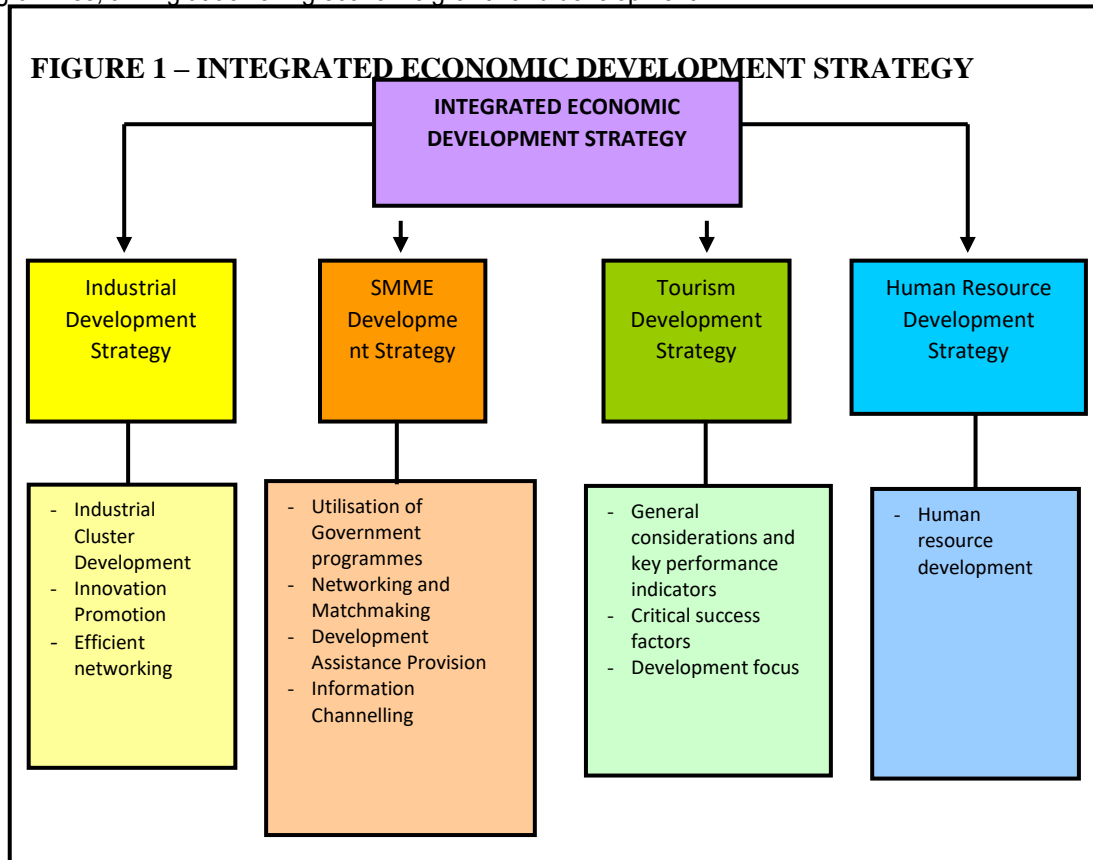 FIGURE 1 – INTEGRATED ECONOMIC DEVELOPMENT STRATEGY
INTEGRATED ECONOMIC
DEVELOPMENT STRATEGY
Industrial
Development
Strategy
SMME
Developme
nt Strategy
Tourism
Development
Strategy
Human Resource
Development
Strategy
- Industrial
Cluster
Development
- Innovation
Promotion
- Efficient
networking
- Utilisation of
Government
programmes
- Networking and
Matchmaking
- Development
Assistance Provision
- Information
Channelling
- General
considerations and
key performance
indicators
- Critical success
factors
- Development focus
- Human
resource
development